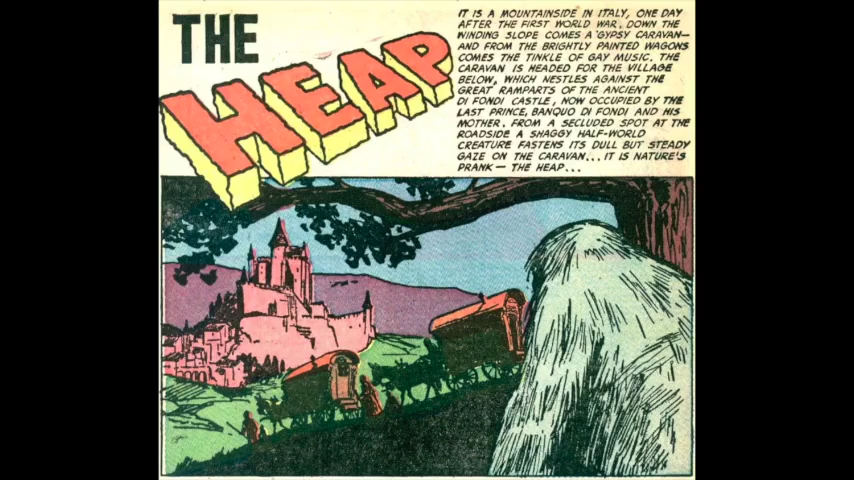 THE
HEAP
IT IS A MOUNTAINSIDE IN ITALY, ONE DAY
AFTER THE FIRST WORLD WAR. DOWN THE
WINDING SLOPE COMES A GYPSY CARAVAN—
AND FROM THE BRIGHTLY PAINTED WAGONS
COMES THE TINKLE OF GAY MUSIC. THE
CARAVAN IS HEADED FOR THE VILLAGE
BELOW, WHICH NESTLES AGAINST THE
GREAT RAMPARTS OF THE ANCIENT
DI FONDI CASTLE, NOW OCCUPIED BY THE
LAST PRINCE, BANQUO DI FONDI AND HIS
MOTHER. FROM A SECLUDED SPOT AT THE
ROADSIDE A SHAGGY HALF-WORLD
CREATURE FASTENS ITS DULL BUT STEADY
GAZE ON THE CARAVAN... IT IS NATURE'S
PRANK — THE HEAP...